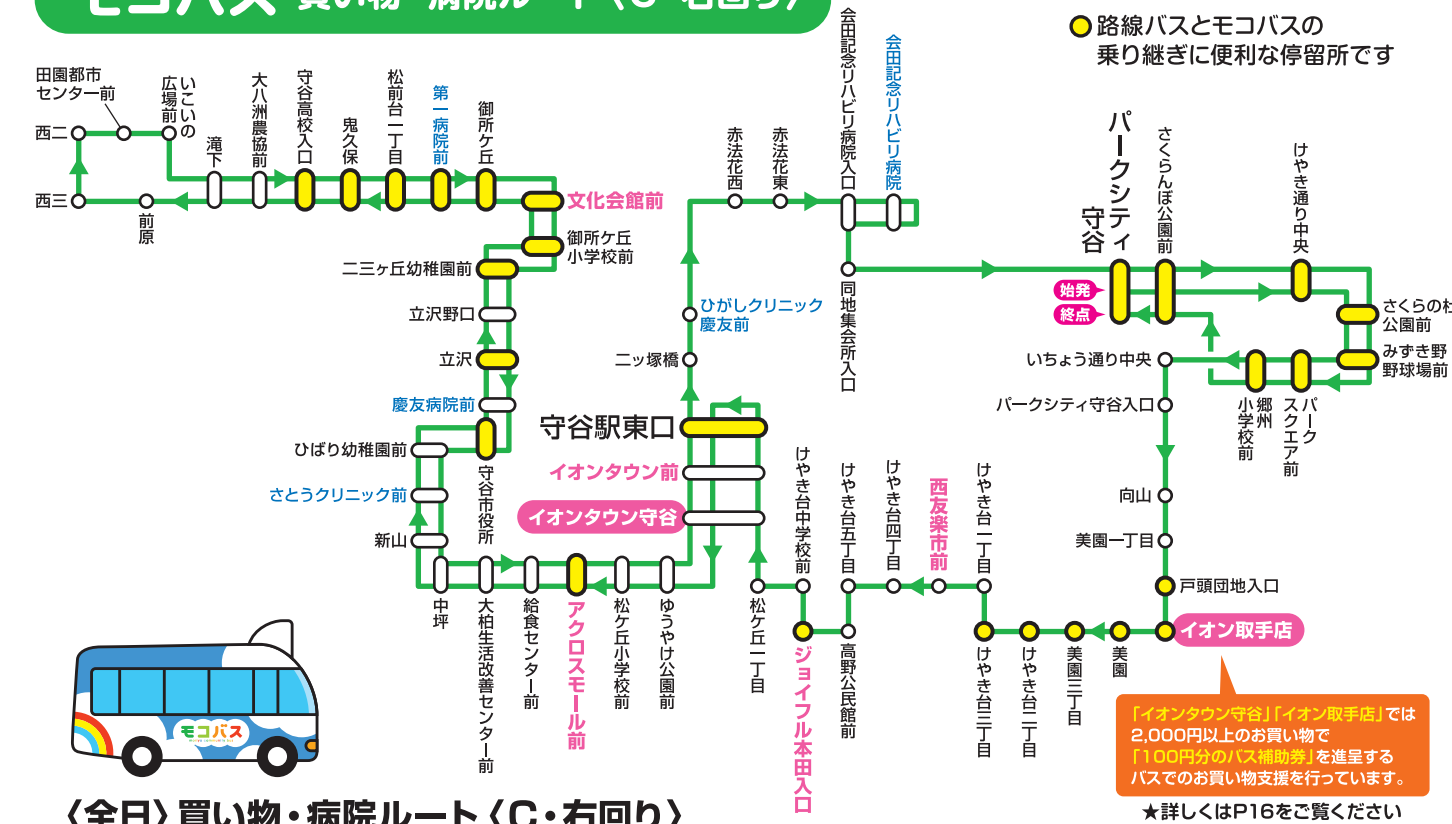 モコバス 買い物・病院ルート〈C・右回り〉
路線バスとモコバスの
乗り継ぎに便利な停留所です
田園都市
センター前
いこいの
広場前
西二
西三
前原
滝下
大八洲農協前
守谷高校入口
鬼久保
松前台一丁目
第一病院前
御所ケ丘
文化会館前
御所ケ丘
小学校前
二三ヶ丘幼稚園前
立沢野口
立沢
慶友病院前
守谷市役所
ひばり幼稚園前
さとうクリニック前
新山
中坪
大柏生活改善センター前
給食センター前
アクロスモール前
松ケ丘小学校前
ゆうやけ公園前
守谷駅東口
イオンタウン前
イオンタウン守谷
二ッ塚橋
ひがしクリニック
慶友前
赤法花西
赤法花東
会田記念リハビリ病院入口
会田記念リハビリ病院
同地集会所入口
パークシティ
守谷
始発
終点
さくらんぼ公園前
けやき通り中央
さくらの杜
公園前
みずき野
野球場前
パーク
スクエア前
郷州
小学校前
いちょう通り中央
パークシティ守谷入口
向山
美園一丁目
戸頭団地入口
イオン取手店
美園
美園三丁目
けやき台二丁目
けやき台三丁目
けやき台一丁目
西友楽市前
けやき台四丁目
けやき台五丁目
高野公民館前
ジョイフル本田入口
けやき台中学校前
松ケ丘一丁目
「イオンタウン守谷」「イオン取手店」では
2,000円以上のお買い物で
「100円分のバス補助券」を進呈する
バスでのお買い物支援を行っています。
★詳しくはP16をご覧ください
モコバス
〈全日〉買い物・病院ルート〈C・右回り〉